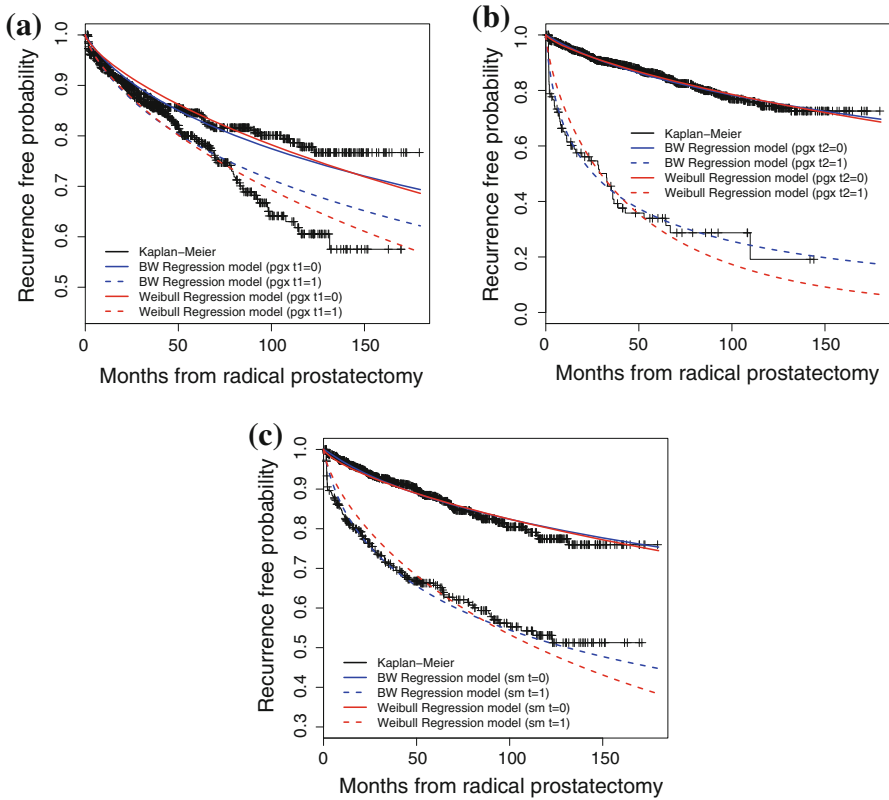 (a)
Recurrence free probability
1.0
0.9
0.8
0.7
0.6
0.5
Kaplan−Meier
BW Regression model (pgx t1=0)
BW Regression model (pgx t1=1)
Weibull Regression model (pgx t1=0)
Weibull Regression model (pgx t1=1)
0 50 100 150
Months from radical prostatectomy
(b)
Recurrence free probability
1.0
0.8
0.6
0.4
0.2
0.0
Kaplan−Meier
BW Regression model (pgx t2=0)
BW Regression model (pgx t2=1)
Weibull Regression model (pgx t2=0)
Weibull Regression model (pgx t2=1)
0 50 100 150
Months from radical prostatectomy
(c)
Recurrence free probability
1.0
0.9
0.8
0.7
0.6
0.5
0.4
0.3
Kaplan−Meier
BW Regression model (sm t=0)
BW Regression model (sm t=1)
Weibull Regression model (sm t=0)
Weibull Regression model (sm t=1)
0 50 100 150
Months from radical prostatectomy